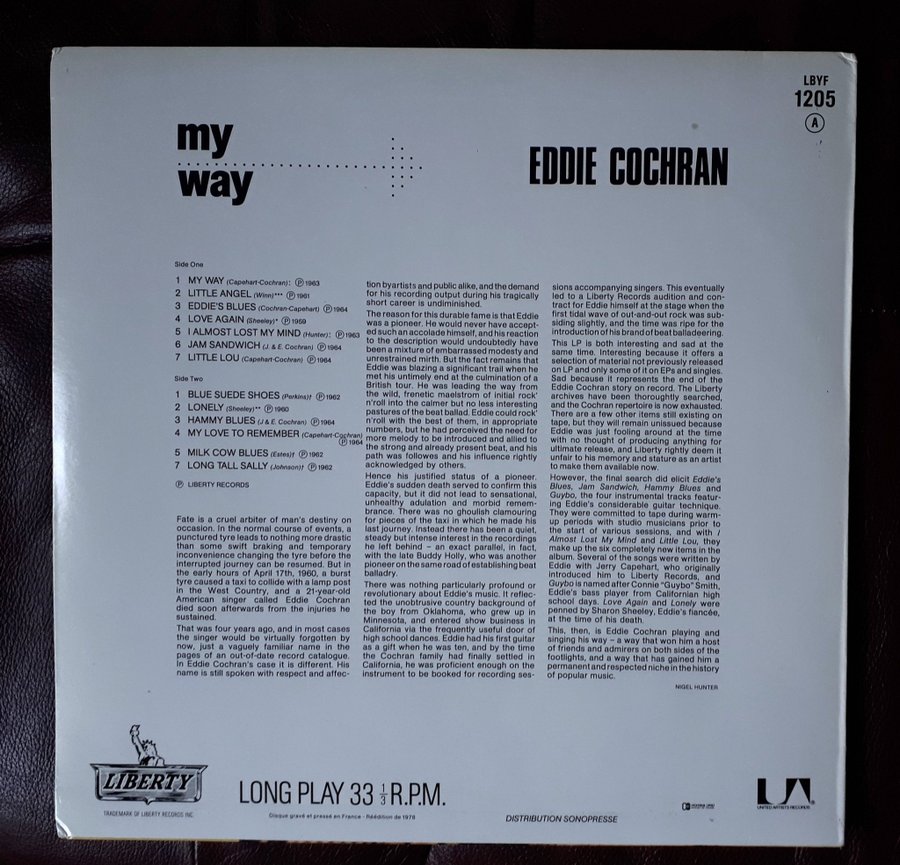 LBYF
1205
A
my
way
EDDIE COCHRAN
Side One
1 MY WAY (Capehart-Cochran): Ⓟ 1963
2 LITTLE ANGEL (Winn)*** Ⓟ 1961
3 EDDIE'S BLUES (Cochran-Capehart) Ⓟ 1964
4 LOVE AGAIN (Sheeley)* Ⓟ 1959
5 I ALMOST LOST MY MIND (Hunter): Ⓟ 1963
6 JAM SANDWICH (J. & E. Cochran) Ⓟ 1964
7 LITTLE LOU (Capehart-Cochran) Ⓟ 1964
Side Two
1 BLUE SUEDE SHOES (Perkins)† Ⓟ 1962
2 LONELY (Sheeley)** Ⓟ 1960
3 HAMMY BLUES (J & E. Cochran) Ⓟ 1964
4 MY LOVE TO REMEMBER (Capehart-Cochran)
Ⓟ 1964
5 MILK COW BLUES (Estes)† Ⓟ 1962
7 LONG TALL SALLY (Johnson)† Ⓟ 1962
Ⓟ LIBERTY RECORDS
Fate is a cruel arbiter of man's destiny on
occasion. In the normal course of events, a
punctured tyre leads to nothing more drastic
than some swift braking and temporary
inconvenience changing the tyre before the
interrupted journey can be resumed. But in
the early hours of April 17th, 1960, a burst
tyre caused a taxi to collide with a lamp post
in the West Country, and a 21-year-old
American singer called Eddie Cochran
died soon afterwards from the injuries he
sustained.
That was four years ago, and in most cases
the singer would be virtually forgotten by
now, just a vaguely familiar name in the
pages of an out-of-date record catalogue.
In Eddie Cochran's case it is different. His
name is still spoken with respect and affec-
tion by artists and public alike, and the demand
for his recording output during his tragically
short career is undiminished.
The reason for this durable fame is that Eddie
was a pioneer. He would never have accept-
ed such an accolade himself, and his reaction
to the description would undoubtedly have
been a mixture of embarrassed modesty and
unrestrained mirth. But the fact remains that
Eddie was blazing a significant trail when he
met his untimely end at the culmination of a
British tour. He was leading the way from
the wild, frenetic maelstrom of initial rock'
n'roll into the calmer but no less interesting
pastures of the beat ballad. Eddie could rock'
n'roll with the best of them, in appropriate
numbers, but he had perceived the need for
more melody to be introduced and allied to
the strong and already present beat, and his
path was followes and his influence rightly
acknowledged by others.
Hence his justified status of a pioneer.
Eddie's sudden death served to confirm this
capacity, but it did not lead to sensational,
unhealthy adulation and morbid remem-
brance. There was no ghoulish clamouring
for pieces of the taxi in which he made his
last journey. Instead there has been a quiet,
steady but intense interest in the recordings
he left behind – an exact parallel, in fact,
with the late Buddy Holly, who was another
pioneer on the same road of establishing beat
balladry.
There was nothing particularly profound or
revolutionary about Eddie's music. It reflec-
ted the unobtrusive country background of
the boy from Oklahoma, who grew up in
Minnesota, and entered show business in
California via the frequently useful door of
high school dances. Eddie had his first guitar
as a gift when he was ten, and by the time
the Cochran family had finally settled in
California, he was proficient enough on the
instrument to be booked for recording ses-
sions accompanying singers. This eventually
led to a Liberty Records audition and con-
tract for Eddie himself at the stage when the
first tidal wave of out-and-out rock was sub-
siding slightly, and the time was ripe for the
introduction of his brand of beat balladeering.
This LP is both interesting and sad at the
same time. Interesting because it offers a
selection of material not previously released
on LP and only some of it on EPs and singles.
Sad because it represents the end of the
Eddie Cochran story on record. The Liberty
archives have been thoroughly searched,
and the Cochran repertoire is now exhausted.
There are a few other items still existing on
tape, but they will remain unissued because
Eddie was just fooling around at the time
with no thought of producing anything for
ultimate release, and Liberty rightly deem it
unfair to his memory and stature as an artist
to make them available now.
However, the final search did elicit Eddie's
Blues, Jam Sandwich, Hammy Blues and
Guybo, the four instrumental tracks featur-
ing Eddie's considerable guitar technique.
They were committed to tape during warm-
up periods with studio musicians prior to
the start of various sessions, and with I
Almost Lost My Mind and Little Lou, they
make up the six completely new items in the
album. Several of the songs were written by
Eddie with Jerry Capehart, who originally
introduced him to Liberty Records, and
Guybo is named after Connie "Guybo" Smith,
Eddie's bass player from Californian high
school days. Love Again and Lonely were
penned by Sharon Sheeley, Eddie's fiancée,
at the time of his death.
This, then, is Eddie Cochran playing and
singing his way – a way that won him a host
of friends and admirers on both sides of the
footlights, and a way that has gained him a
permanent and respected niche in the history
of popular music.
NIGEL HUNTER
LIBERTY
TRADEMARK OF LIBERTY RECORDS INC
LONG PLAY 33 1/3 R.P.M.
Disque gravé et pressé en France - Réédition de 1978
DISTRIBUTION SONOPRESSE
UA
UNITED ARTISTS RECORDS